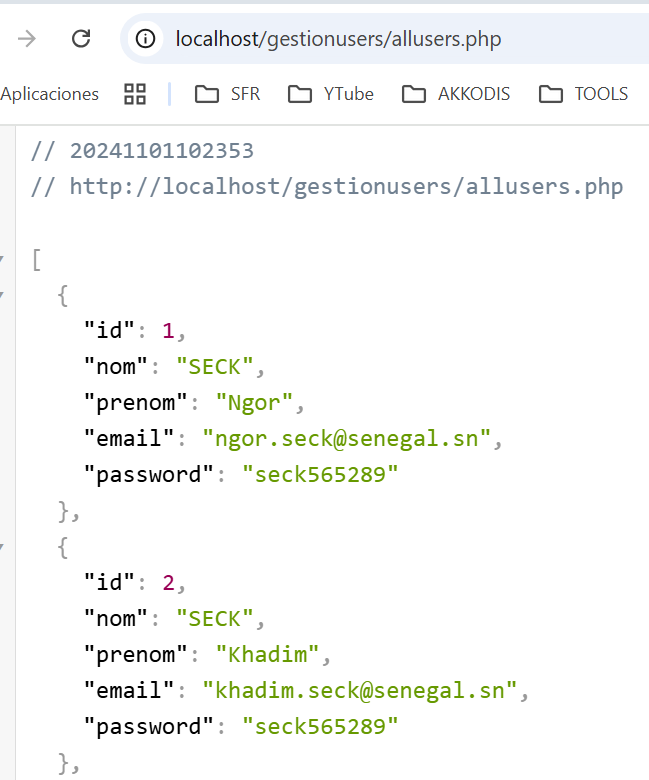 localhost/gestionusers/allusers.php
Aplicaciones SFR YTube AKKODIS TOOLS
// 20241101102353
// http://localhost/gestionusers/allusers.php
[
{
"id": 1,
"nom": "SECK",
"prenom": "Ngor",
"email": "ngor.seck@senegal.sn",
"password": "seck565289"
},
{
"id": 2,
"nom": "SECK",
"prenom": "Khadim",
"email": "khadim.seck@senegal.sn",
"password": "seck565289"
},